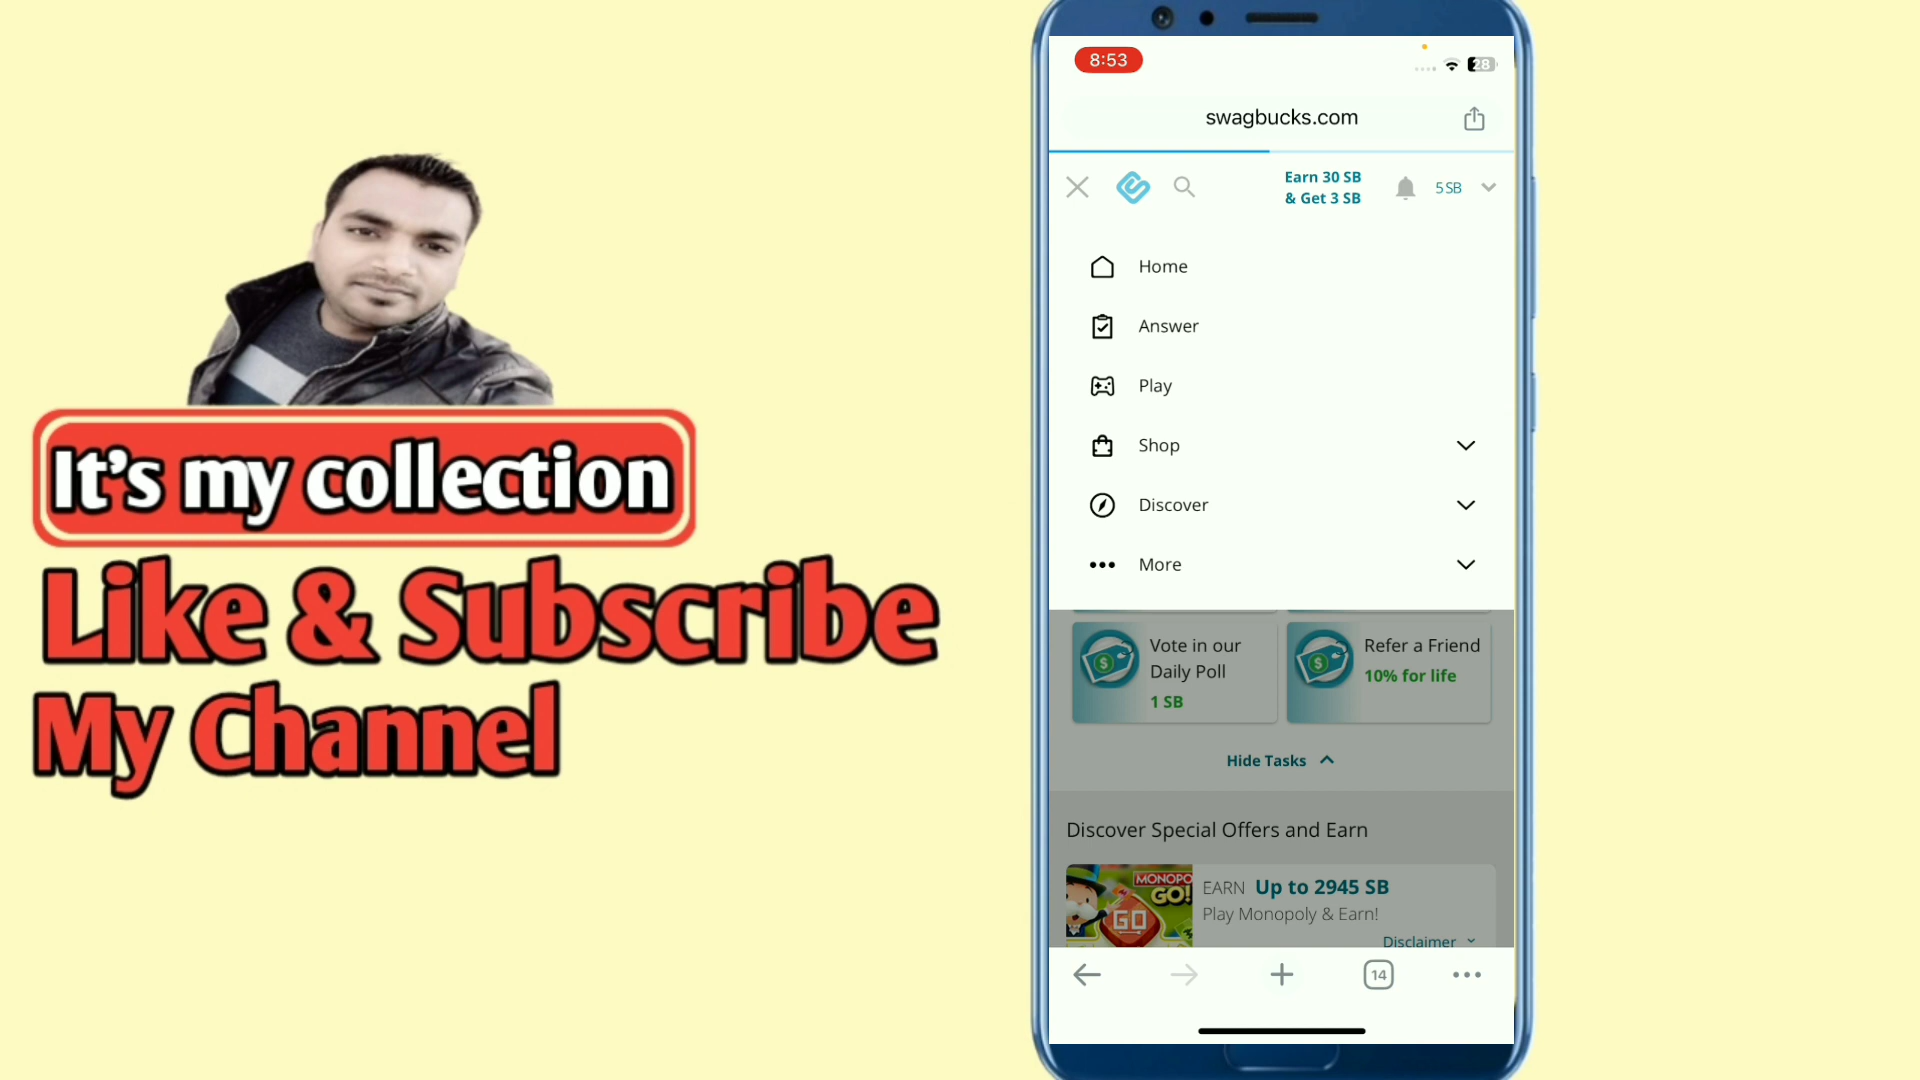 It's my collection
Like & Subscribe
My Channel
8:53
28
swagbucks.com
Earn 30 SB
& Get 3 SB
5 SB
Home
Answer
Play
Shop
Discover
More
Vote in our
Daily Poll
1 SB
Refer a Friend
10% for life
Hide Tasks
Discover Special Offers and Earn
MONOPO
GO!
GO
EARN Up to 2945 SB
Play Monopoly & Earn!
Disclaimer
14